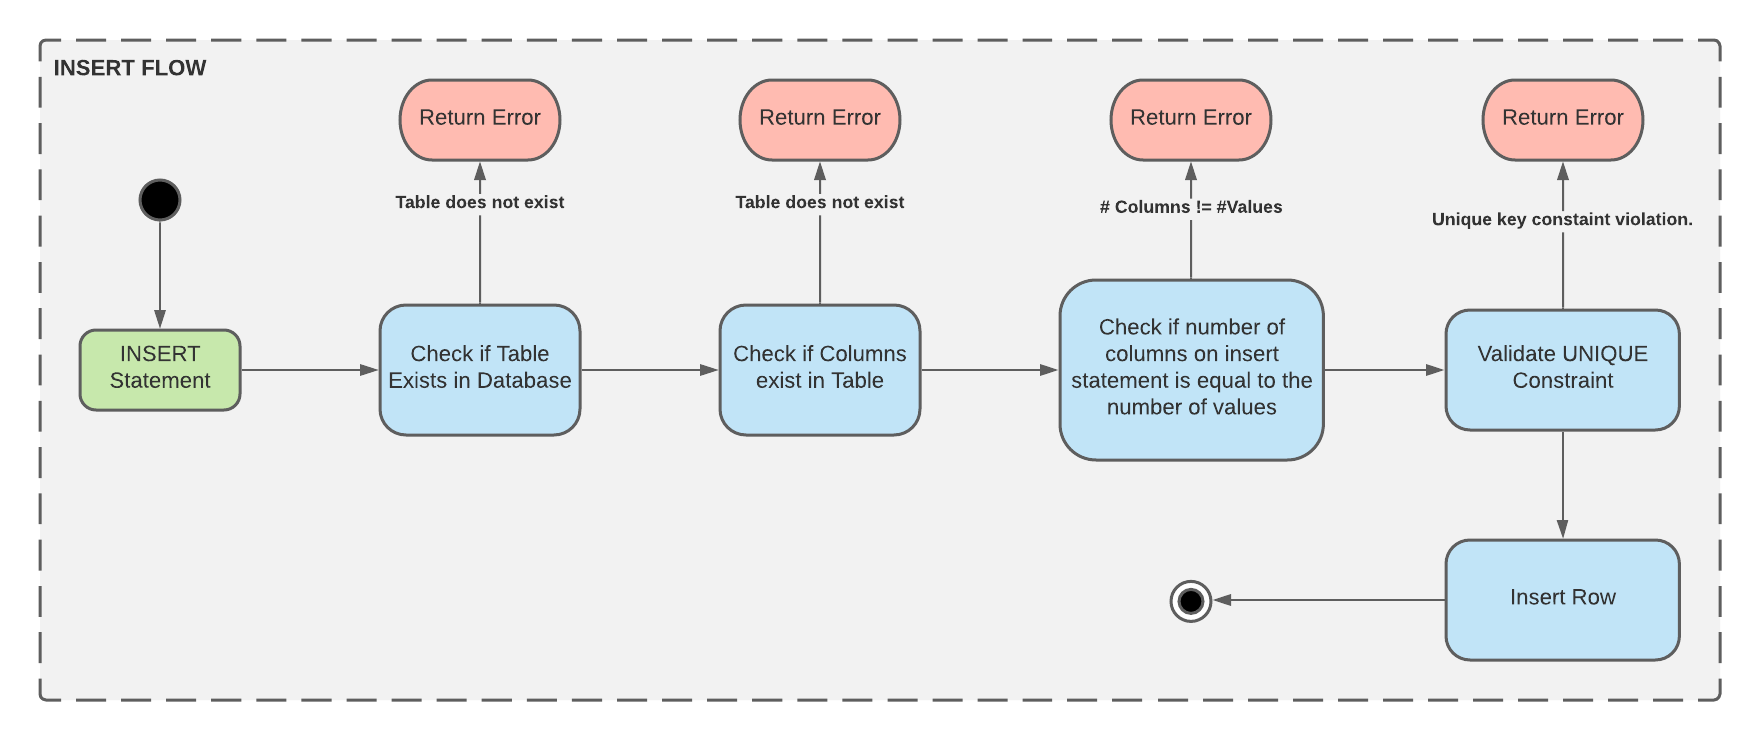 INSERT FLOW
Return Error
Return Error
Return Error
Return Error
Table does not exist
Table does not exist
# Columns != #Values
Unique key constaint violation.
INSERT
Statement
Check if Table
Exists in Database
Check if Columns
exist in Table
Check if number of
columns on insert
statement is equal to the
number of values
Validate UNIQUE
Constraint
Insert Row